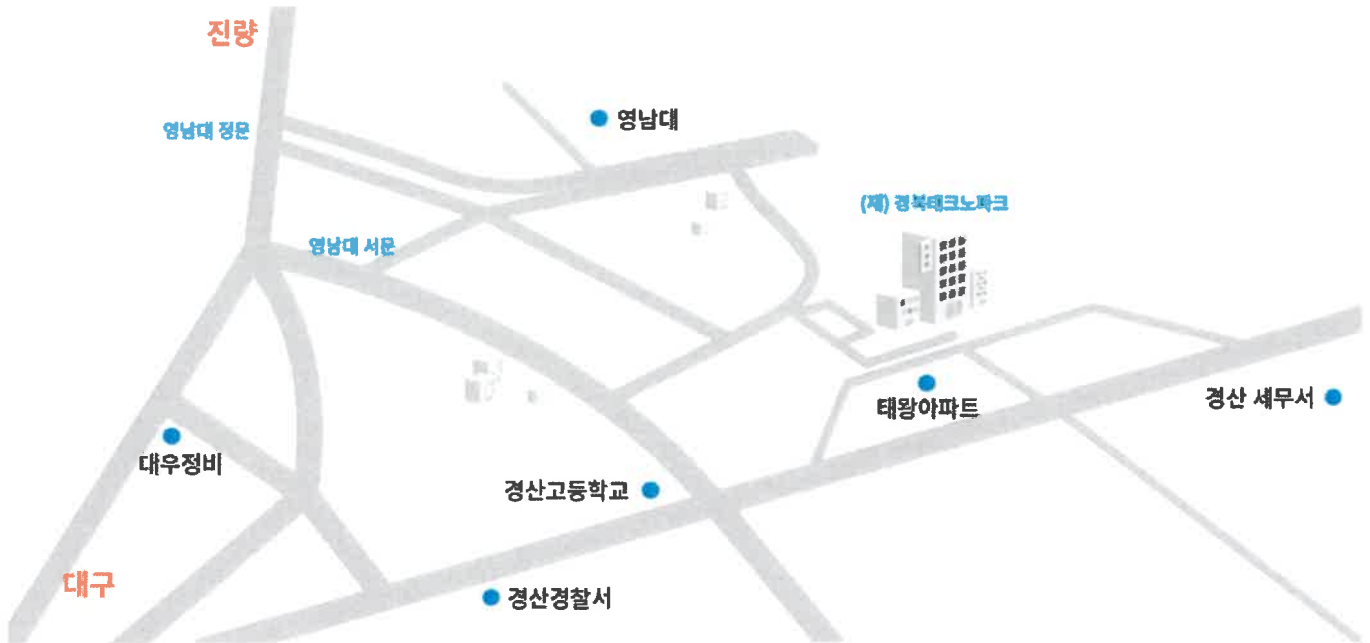 진량
영남대
영남대 정문
(재) 경북테크노파크
영남대 서문
태왕아파트
경산 세무서
대우정비
경산고등학교
대구
경산경찰서